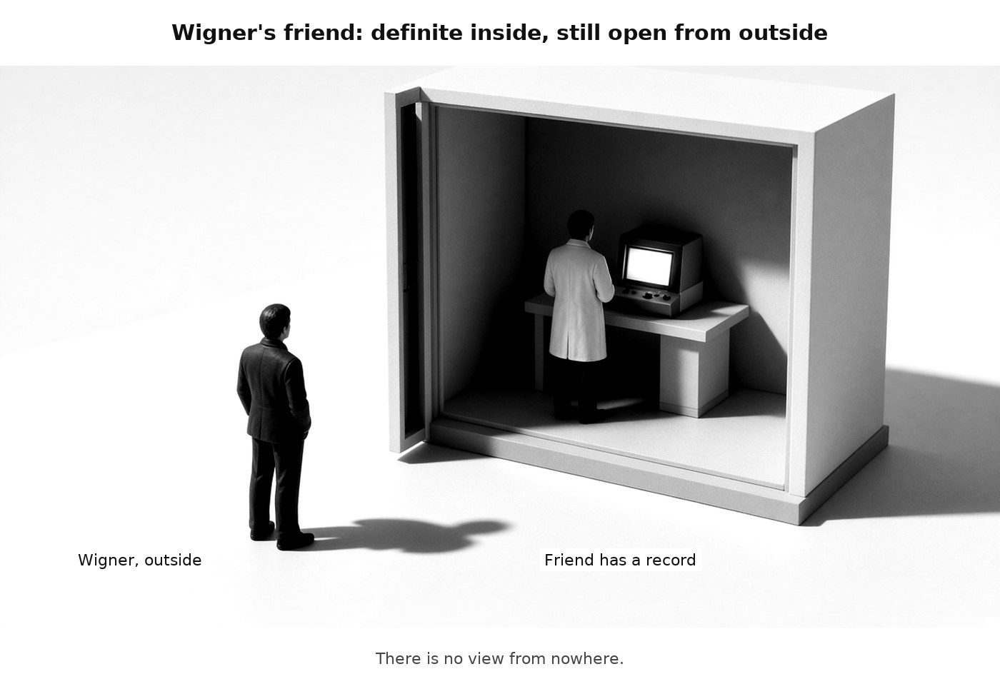 Wigner's friend: definite inside, still open from outside
Wigner, outside
Friend has a record
There is no view from nowhere.